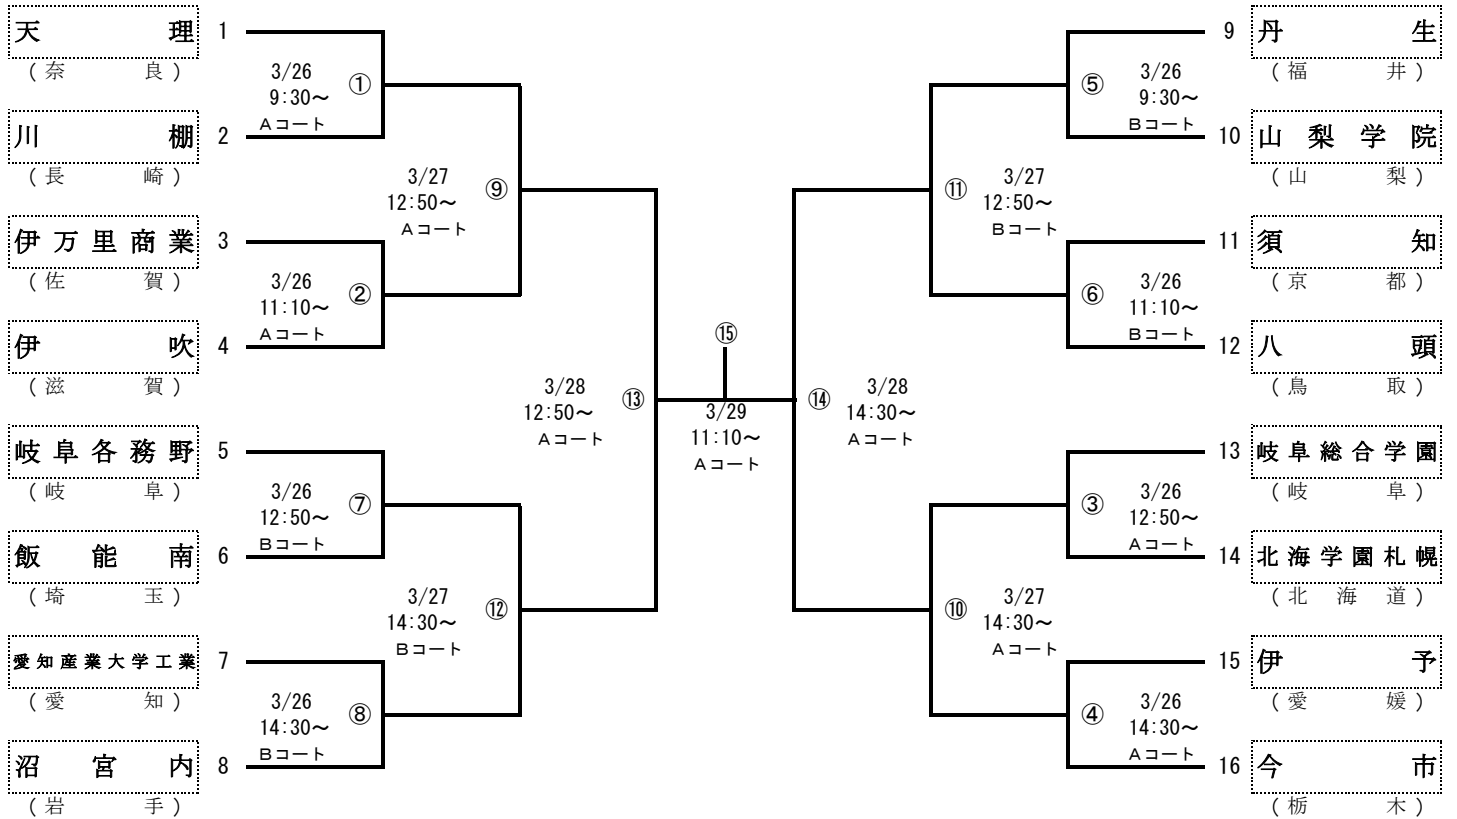 天理 1
(奈良)
3/26 ①
9:30～
Aコート
川棚 2
(長崎)
3/27 ⑨
12:50～
Aコート
伊万里商業 3
(佐賀)
3/26 ②
11:10～
Aコート
伊吹 4
(滋賀)
3/28 ⑬
12:50～
Aコート
岐阜各務野 5
(岐阜)
3/26 ⑦
12:50～
Bコート
飯能南 6
(埼玉)
3/27 ⑫
14:30～
Bコート
愛知産業大学工業 7
(愛知)
3/26 ⑧
14:30～
Bコート
沼宮内 8
(岩手)
⑮
3/29
11:10～
Aコート
9 丹生
(福井)
⑤ 3/26
9:30～
Bコート
10 山梨学院
(山梨)
⑪ 3/27
12:50～
Bコート
11 須知
(京都)
⑥ 3/26
11:10～
Bコート
12 八頭
(鳥取)
⑭ 3/28
14:30～
Aコート
13 岐阜総合学園
(岐阜)
③ 3/26
12:50～
Aコート
14 北海学園札幌
(北海道)
⑩ 3/27
14:30～
Aコート
15 伊予
(愛媛)
④ 3/26
14:30～
Aコート
16 今市
(栃木)